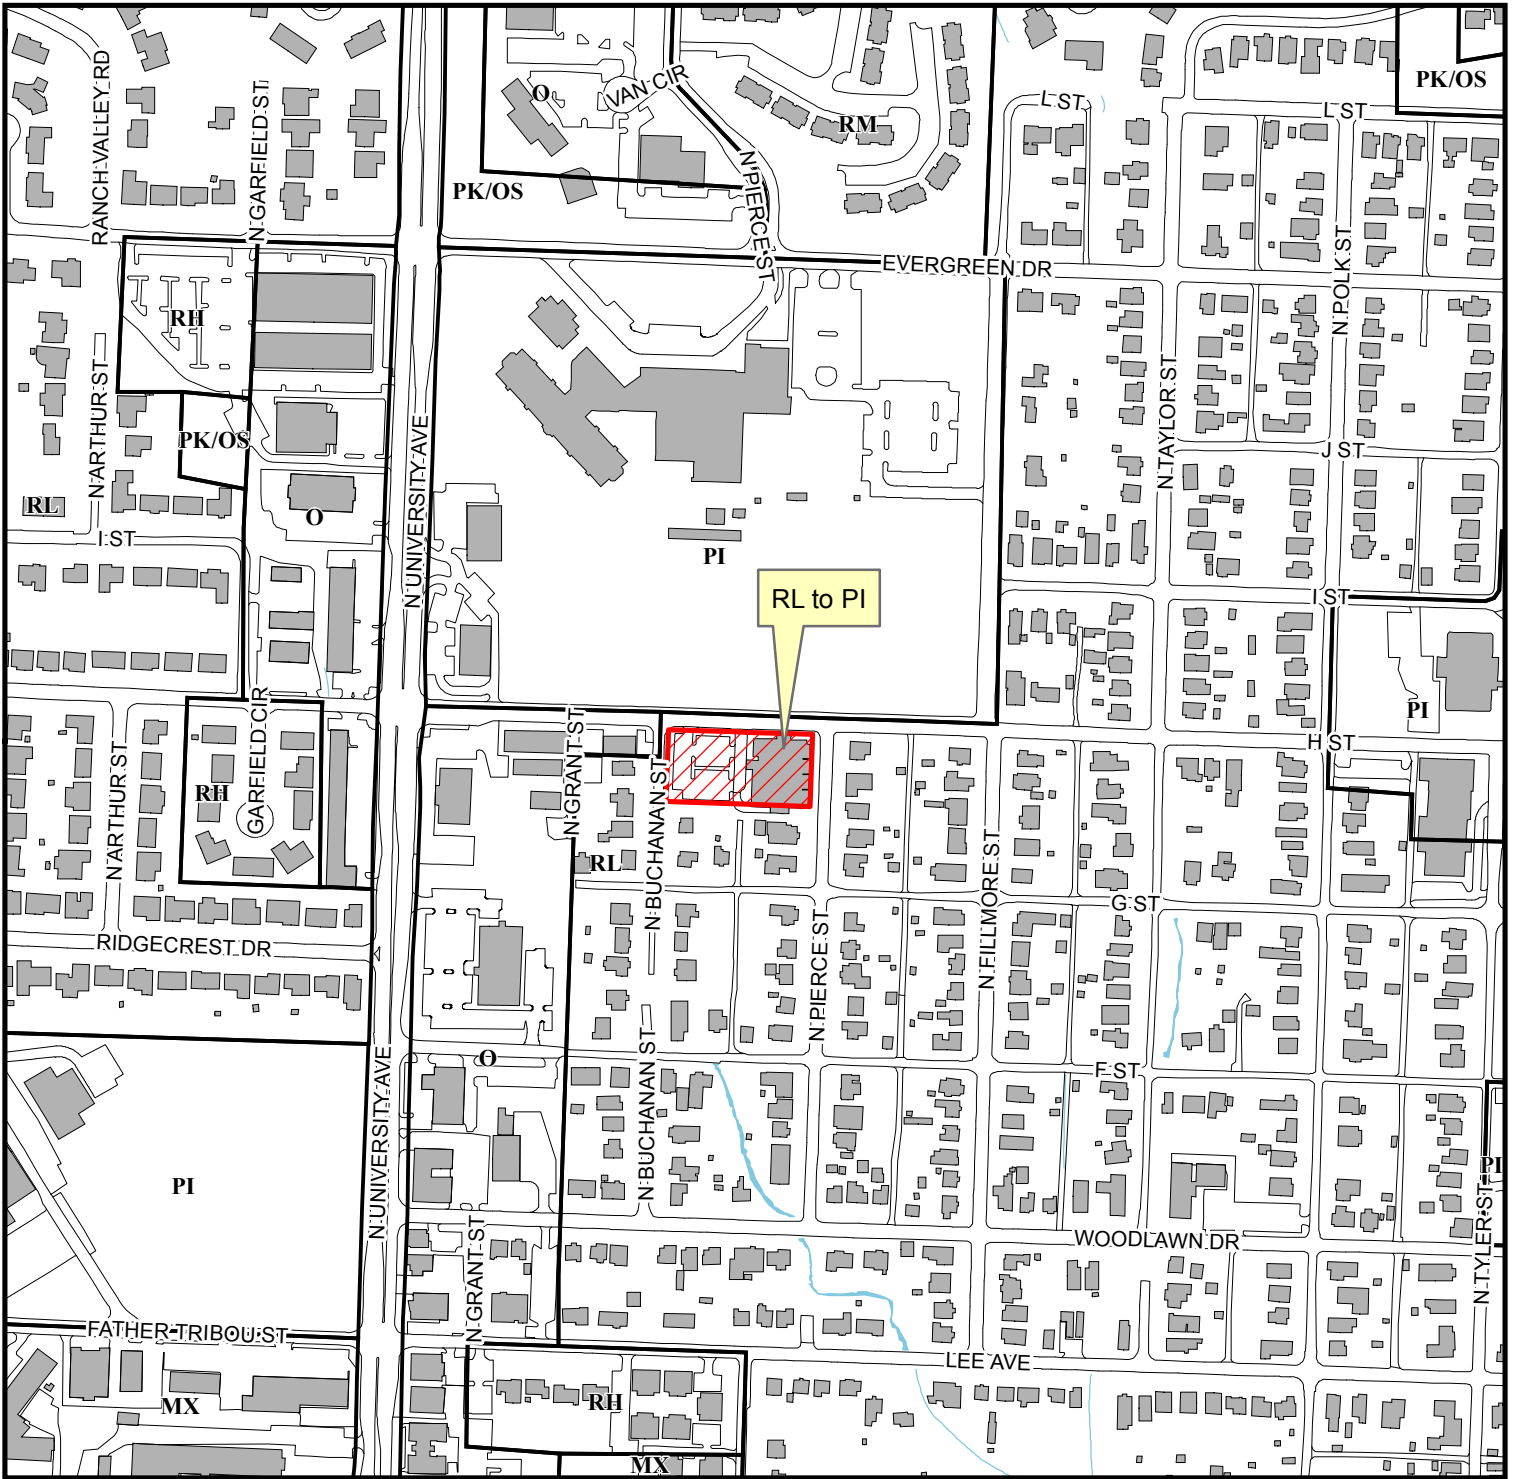 PK/OS
RANCH VALLEY RD
N GARFIELD ST
O
VAN CIR
L ST
L ST
RM
PK/OS
N PIERCE ST
EVERGREEN DR
N POLK ST
RH
N ARTHUR ST
PK/OS
N UNIVERSITY AVE
N TAYLOR ST
J ST
RL
O
I ST
PI
RL to PI
I ST
PI
GARFIELD CIR
N GRANT ST
H ST
N ARTHUR ST
RH
N BUCHANAN ST
RL
N FILLMORE ST
G ST
RIDGECREST DR
N PIERCE ST
O
N UNIVERSITY AVE
N BUCHANAN ST
F ST
PI
PI
N TYLER ST
N GRANT ST
WOODLAWN DR
FATHER TRIBOU ST
LEE AVE
MX
RH
MX